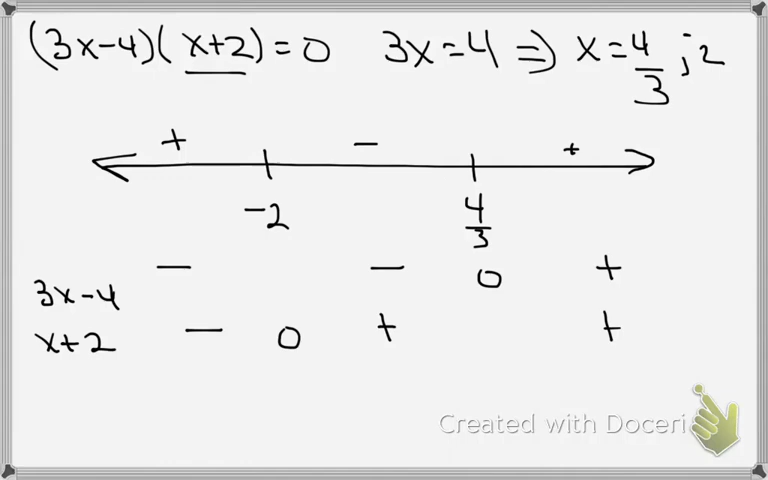 (3x-4)(x+2)=0 3x=4 ⇒ x=4/3 ; 2
+ - +
-2 4/3
- - 0 +
3x-4
x+2 - 0 + +
Created with Doceri